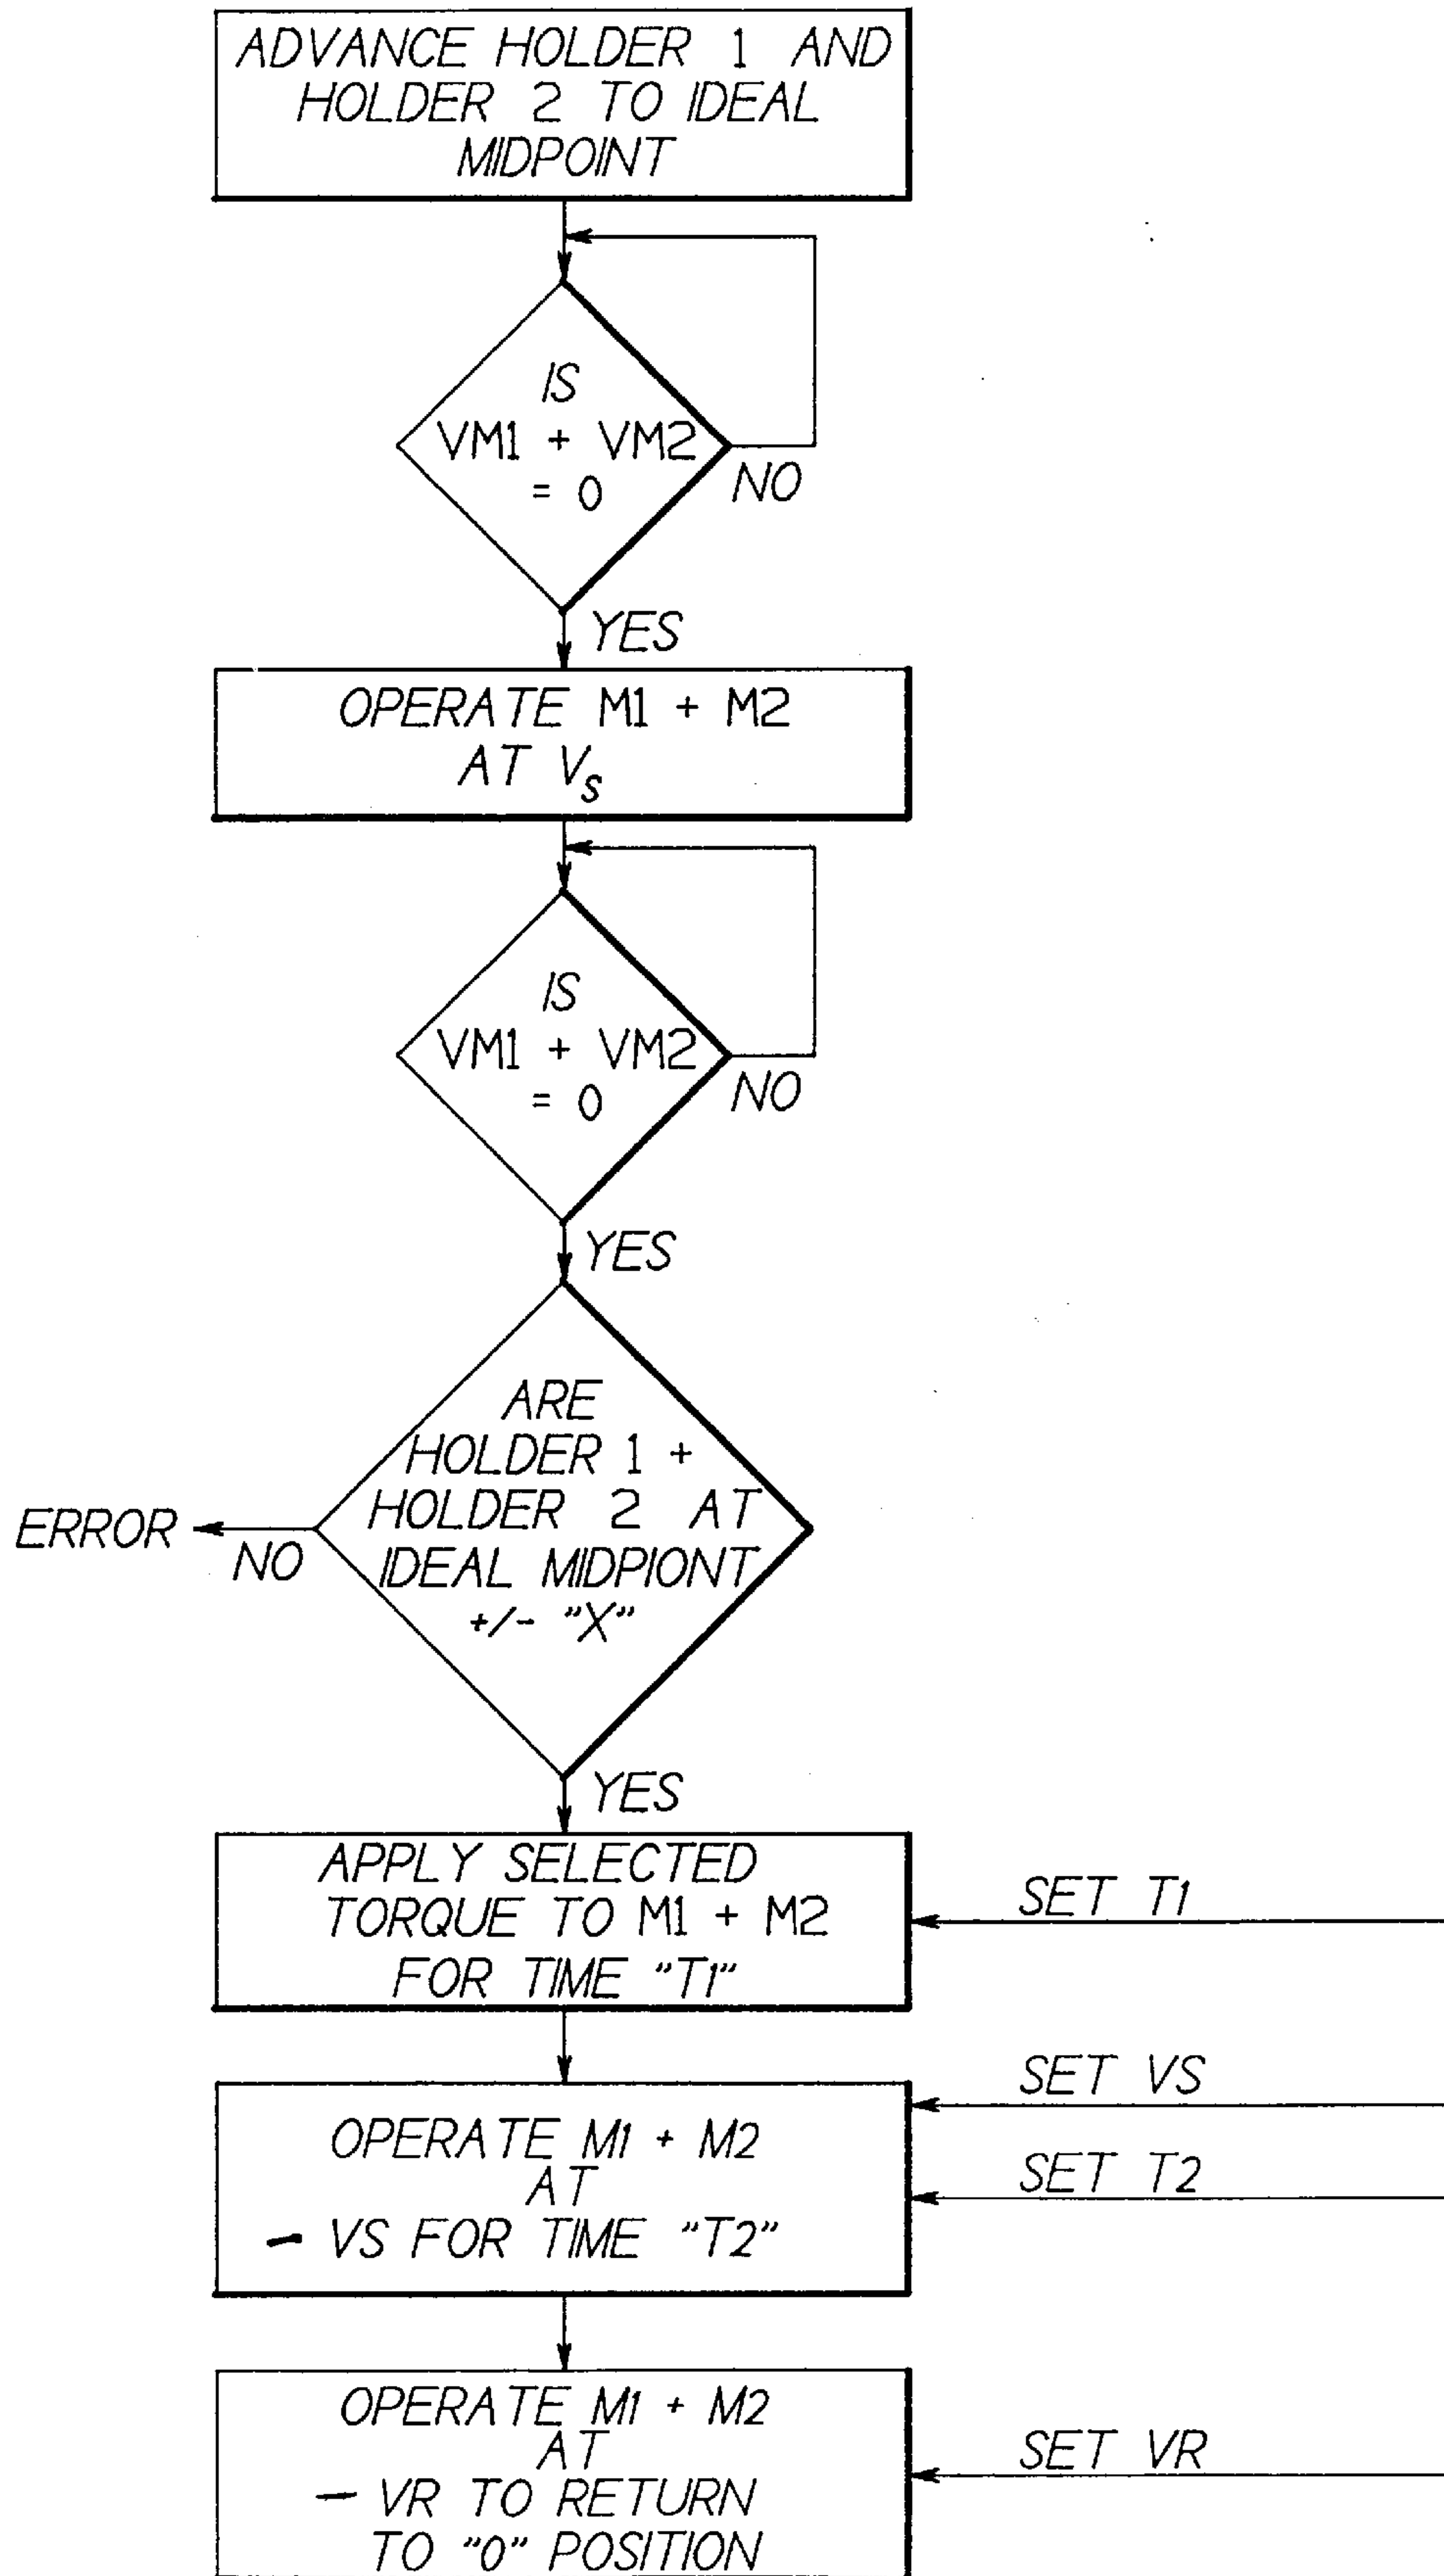 ADVANCE HOLDER 1 AND
HOLDER 2 TO IDEAL
MIDPOINT
IS
VM1 + VM2
= 0
NO
YES
OPERATE M1 + M2
AT Vs
IS
VM1 + VM2
= 0
NO
YES
ARE
HOLDER 1 +
HOLDER 2 AT
IDEAL MIDPIONT
+/- "X"
ERROR
NO
YES
APPLY SELECTED
TORQUE TO M1 + M2
FOR TIME "T1"
SET T1
OPERATE M1 + M2
AT
- VS FOR TIME "T2"
SET VS
SET T2
OPERATE M1 + M2
AT
- VR TO RETURN
TO "0" POSITION
SET VR